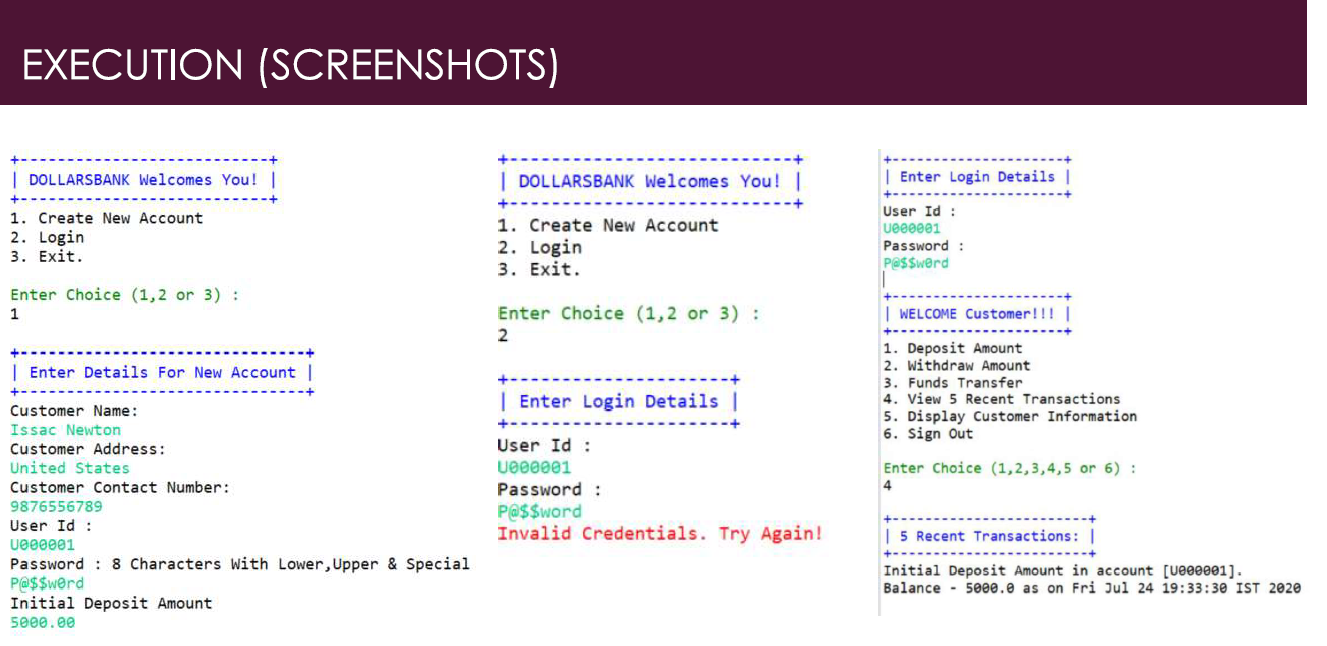 EXECUTION (SCREENSHOTS)
+--------------------------+
| DOLLARSBANK Welcomes You! |
+--------------------------+
1. Create New Account
2. Login
3. Exit.
Enter Choice (1,2 or 3) :
1
+------------------------------+
| Enter Details For New Account |
+------------------------------+
Customer Name:
Issac Newton
Customer Address:
United States
Customer Contact Number:
9876556789
User Id :
U000001
Password : 8 Characters With Lower,Upper & Special
P@$$w0rd
Initial Deposit Amount
5000.00
+--------------------------+
| DOLLARSBANK Welcomes You! |
+--------------------------+
1. Create New Account
2. Login
3. Exit.
Enter Choice (1,2 or 3) :
2
+---------------------+
| Enter Login Details |
+---------------------+
User Id :
U000001
Password :
P@$$word
Invalid Credentials. Try Again!
+---------------------+
| Enter Login Details |
+---------------------+
User Id :
U000001
Password :
P@$$w0rd
+---------------------+
| WELCOME Customer!!! |
+---------------------+
1. Deposit Amount
2. Withdraw Amount
3. Funds Transfer
4. View 5 Recent Transactions
5. Display Customer Information
6. Sign Out
Enter Choice (1,2,3,4,5 or 6) :
4
+------------------------+
| 5 Recent Transactions: |
+------------------------+
Initial Deposit Amount in account [U000001].
Balance - 5000.0 as on Fri Jul 24 19:33:30 IST 2020